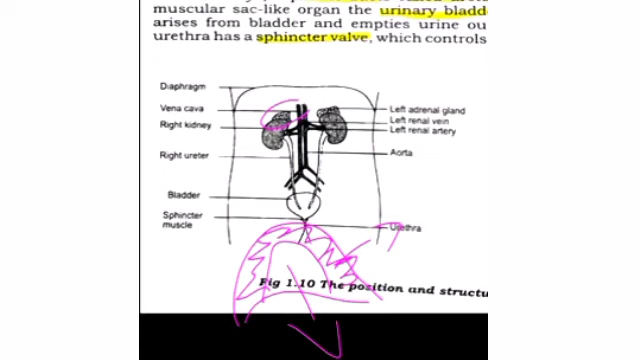 muscular sac-like organ the urinary bladd
arises from bladder and empties urine ou
urethra has a sphincter valve, which controls
Diaphragm
Vena cava
Right kidney
Right ureter
Bladder
Sphincter
muscle
Left adrenal gland
Left renal vein
Left renal artery
Aorta
Urethra
Fig 1.10 The position and structu